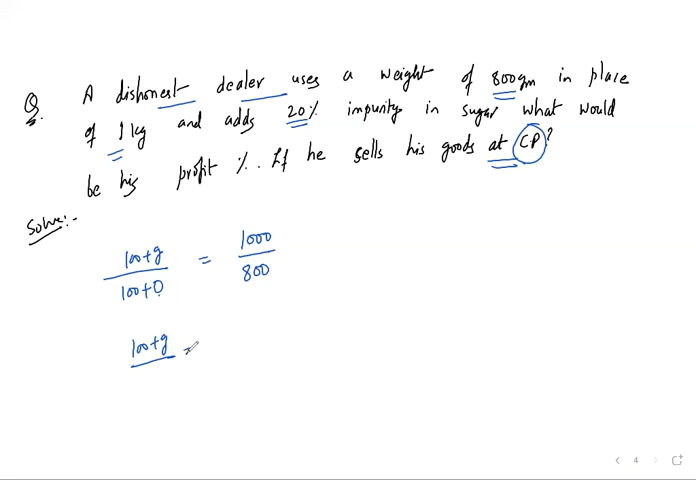 Q. A dishonest dealer uses a weight of 800gm in place
of 1kg and adds 20% impurity in sugar what would
be his profit %.. If he sells his goods at CP?
Solve:-
100+g / 100+0 = 1000 / 800
100+g =
4